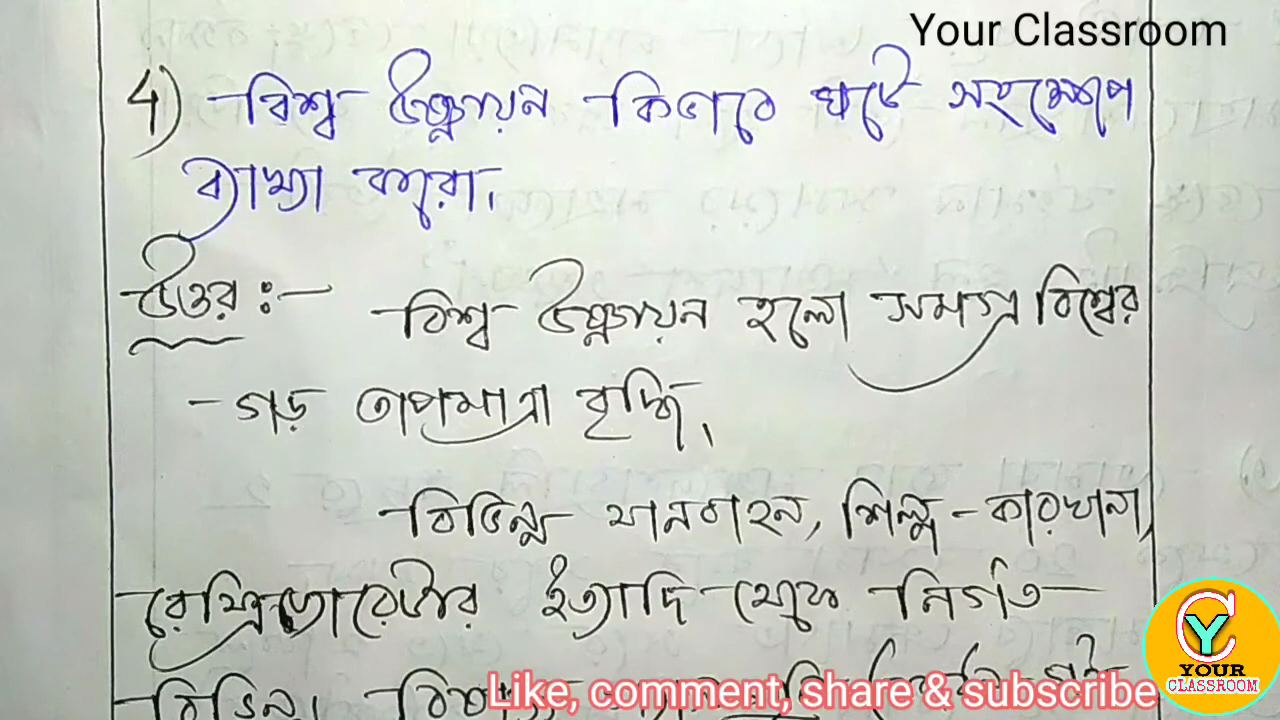 Your Classroom
4) বিশ্ব উষ্ণায়ন কিভাবে ঘটে সংক্ষেপে
ব্যাখ্যা করো।
উত্তর :- বিশ্ব উষ্ণায়ন হলো সমগ্র বিশ্বের
গড় তাপমাত্রা বৃদ্ধি।
বিভিন্ন যানবাহন, শিল্প-কারখানা,
রেফ্রিজারেটার ইত্যাদি থেকে নির্গত
বিভিন্ন
Like, comment, share & subscribe
YOUR
CLASSROOM